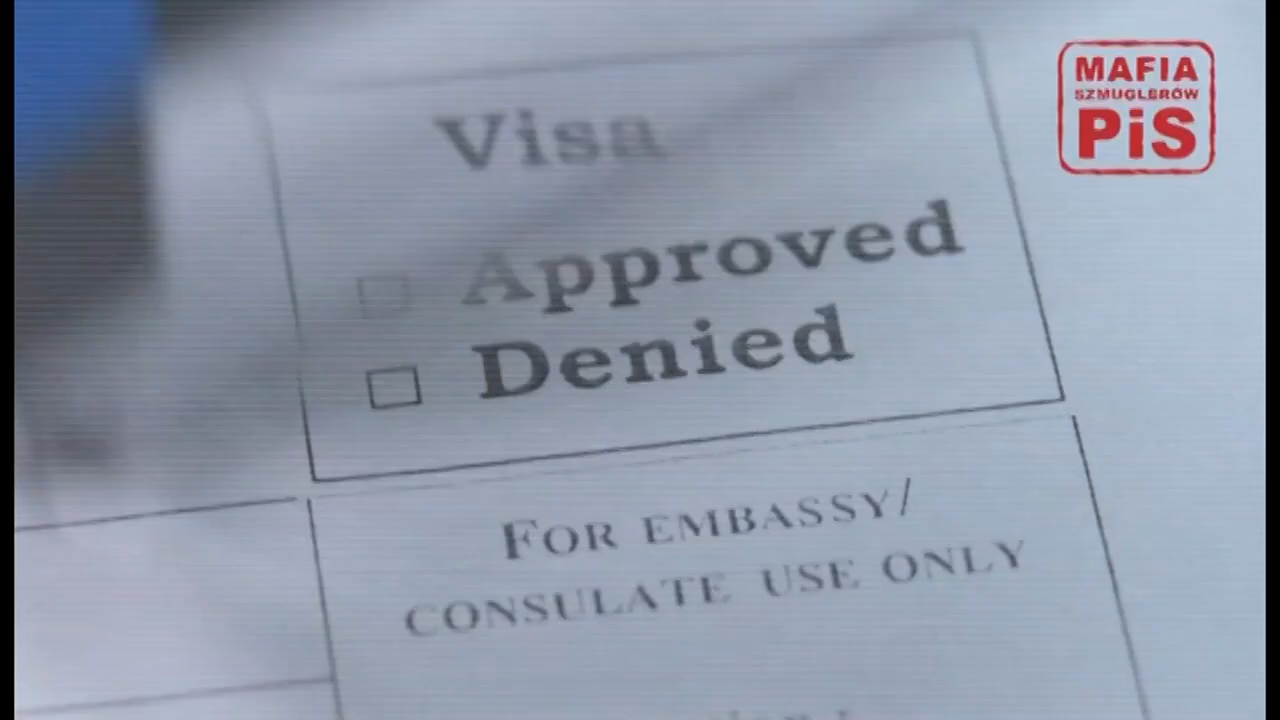 MAFIA
SZMUGLERÓW
PiS
Visa
Approved
Denied
FOR EMBASSY/
CONSULATE USE ONLY